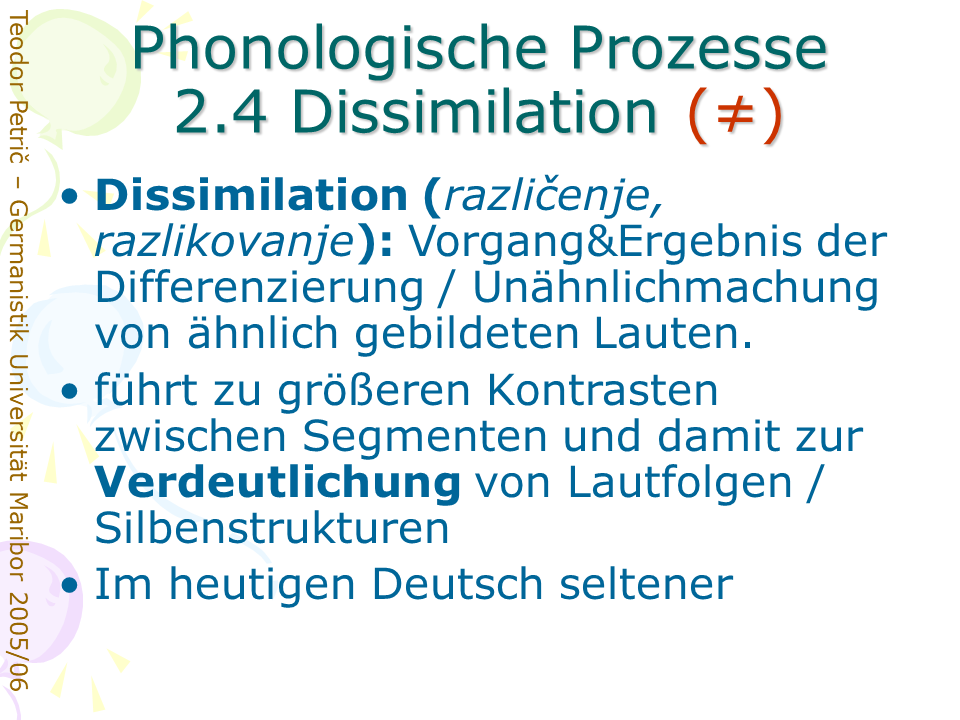 Phonologische Prozesse
2.4 Dissimilation (≠)
• Dissimilation (različenje,
razlikovanje): Vorgang&Ergebnis der
Differenzierung / Unähnlichmachung
von ähnlich gebildeten Lauten.
• führt zu größeren Kontrasten
zwischen Segmenten und damit zur
Verdeutlichung von Lautfolgen /
Silbenstrukturen
• Im heutigen Deutsch seltener
Teodor Petrič – Germanistik Universität Maribor 2005/06